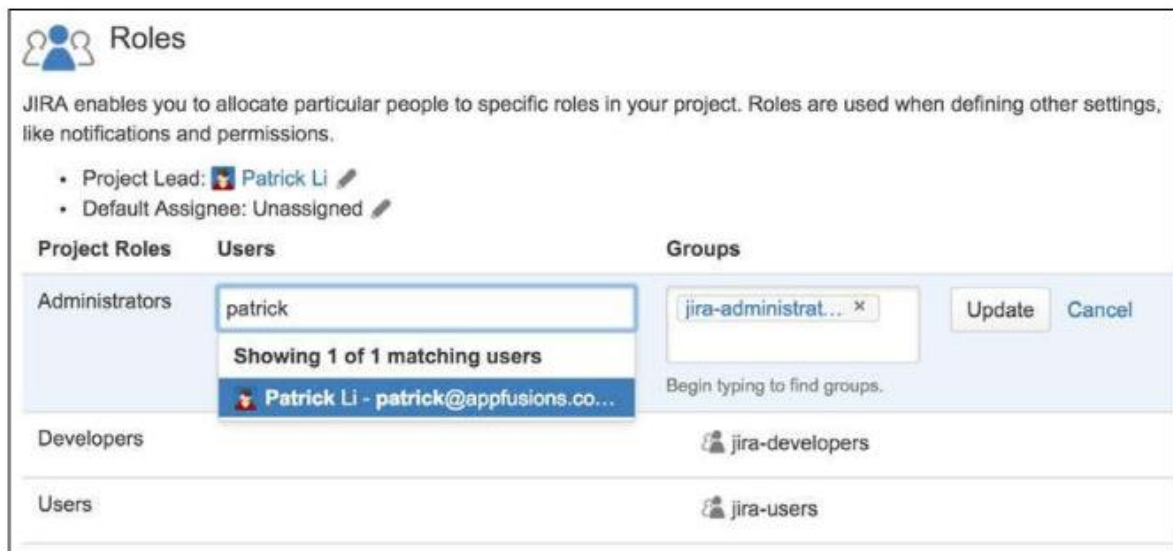 Roles
JIRA enables you to allocate particular people to specific roles in your project. Roles are used when defining other settings,
like notifications and permissions.
• Project Lead: Patrick Li
• Default Assignee: Unassigned
Project Roles Users Groups
Administrators patrick jira-administrat... × Update Cancel
Showing 1 of 1 matching users
Begin typing to find groups.
Patrick Li - patrick@appfusions.co...
Developers jira-developers
Users jira-users